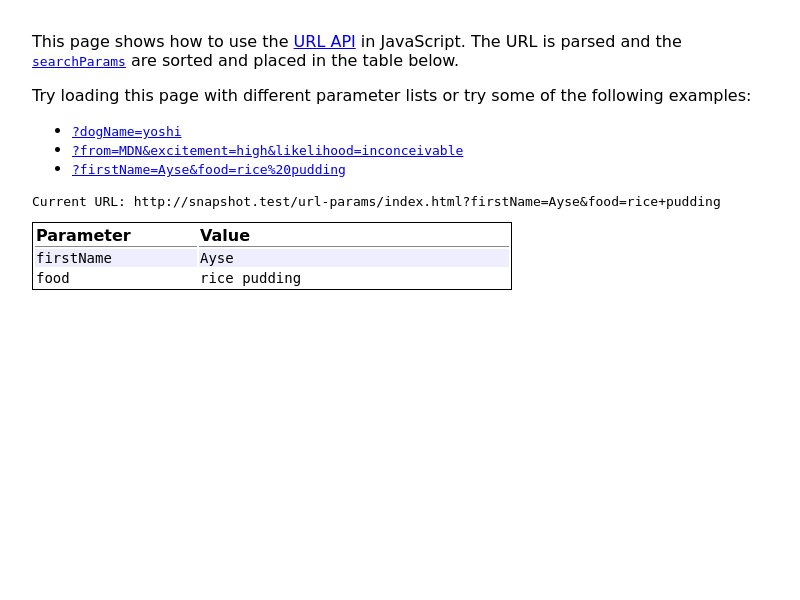 This page shows how to use the URL API in JavaScript. The URL is parsed and the
searchParams are sorted and placed in the table below.
Try loading this page with different parameter lists or try some of the following examples:
?dogName=yoshi
?from=MDN&excitement=high&likelihood=inconceivable
?firstName=Ayse&food=rice%20pudding
Current URL: http://snapshot.test/url-params/index.html?firstName=Ayse&food=rice+pudding
Parameter Value
firstName Ayse
food rice pudding